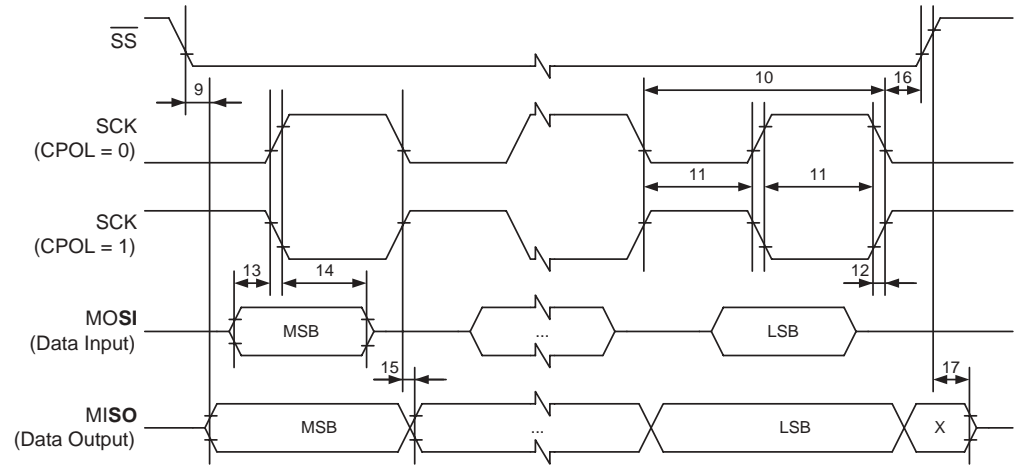 SS
9
10
16
SCK
(CPOL = 0)
11
11
SCK
(CPOL = 1)
13
14
12
MOSI
(Data Input)
MSB
...
LSB
15
17
MISO
(Data Output)
MSB
...
LSB
X